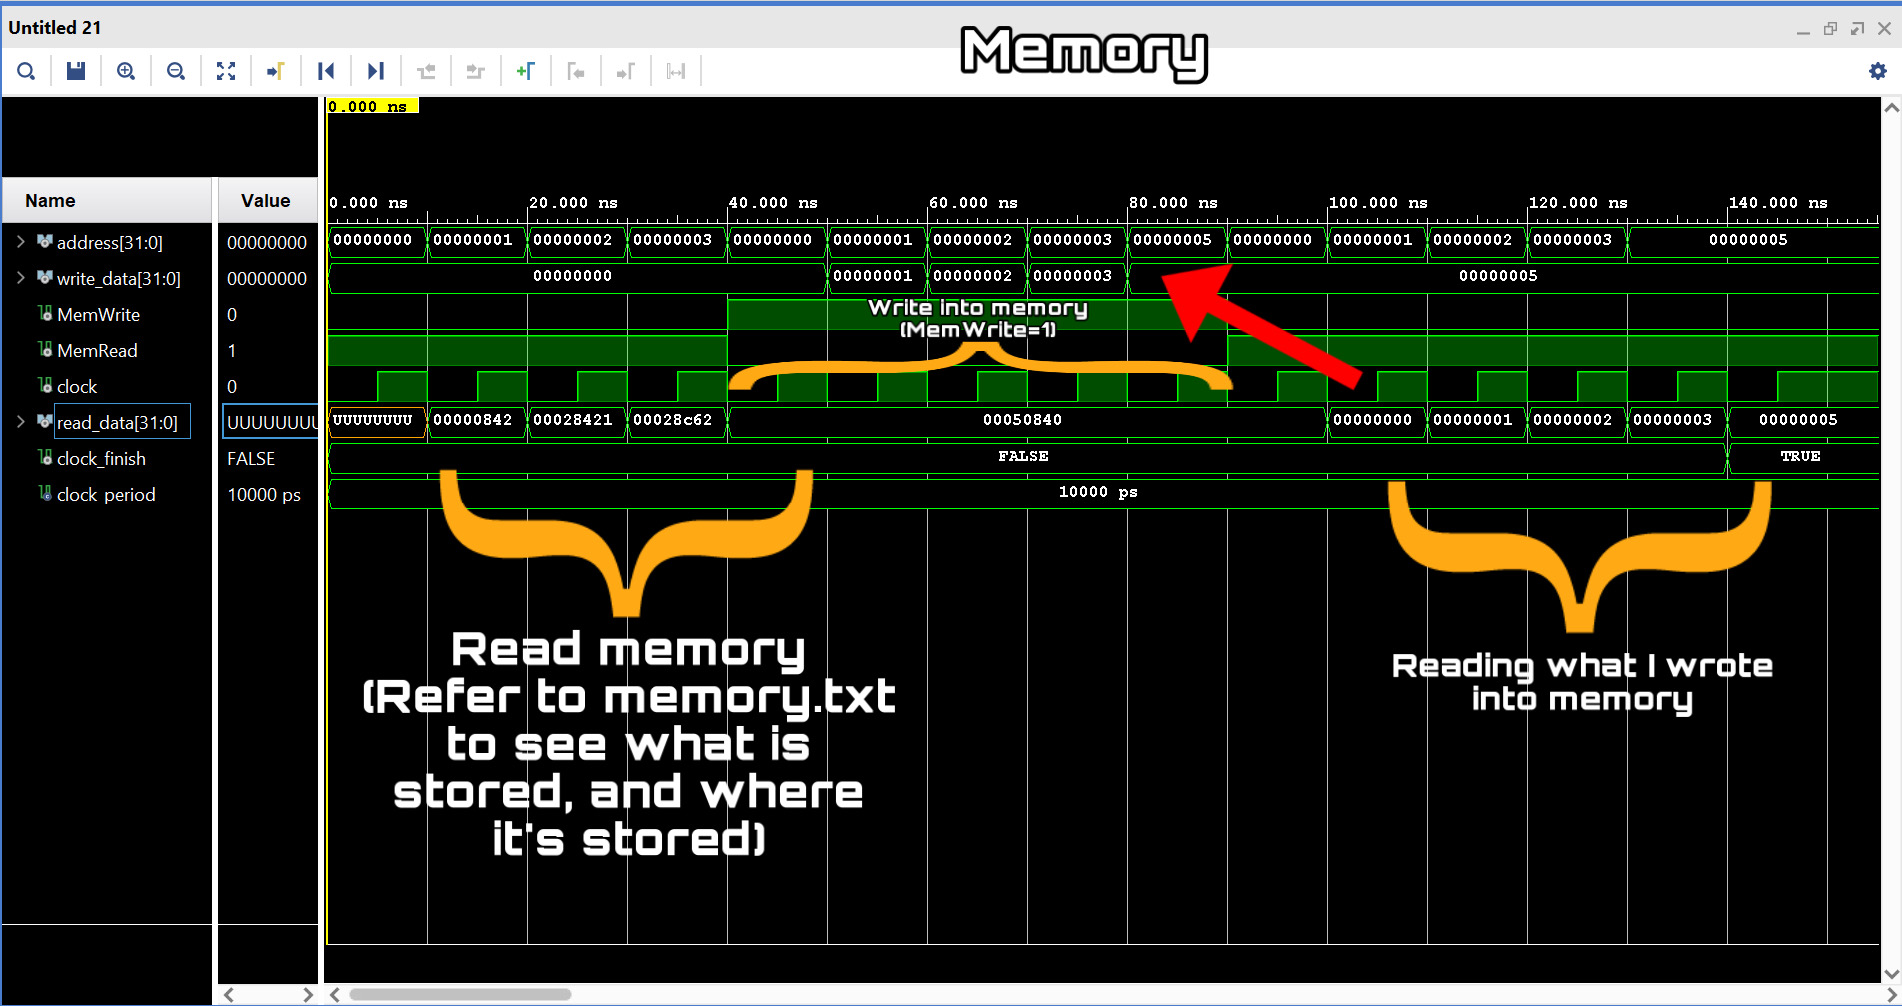 Untitled 21
Memory
0.000 ns
Name Value
0.000 ns 20.000 ns 40.000 ns 60.000 ns 80.000 ns 100.000 ns 120.000 ns 140.000 ns
address[31:0] 00000000 00000000 00000001 00000002 00000003 00000000 00000001 00000002 00000003 00000005 00000000 00000001 00000002 00000003 00000005
write_data[31:0] 00000000 00000000 00000001 00000002 00000003 00000005
MemWrite 0
Write into memory
(MemWrite=1)
MemRead 1
clock 0
read_data[31:0] UUUUUUUU UUUUUUUU 00000842 00028421 00028c62 00050840 00000000 00000001 00000002 00000003 00000005
clock_finish FALSE FALSE TRUE
clock_period 10000 ps 10000 ps
Read memory
(Refer to memory.txt
to see what is
stored, and where
it's stored)
Reading what I wrote
into memory